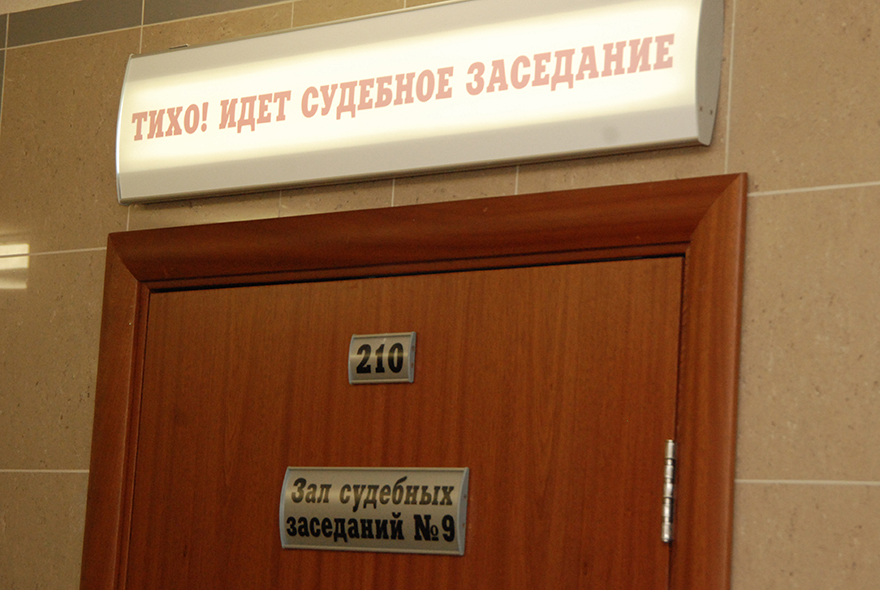 ТИХО! ИДЕТ СУДЕБНОЕ ЗАСЕДАНИЕ
210
Зал судебных
заседаний №9